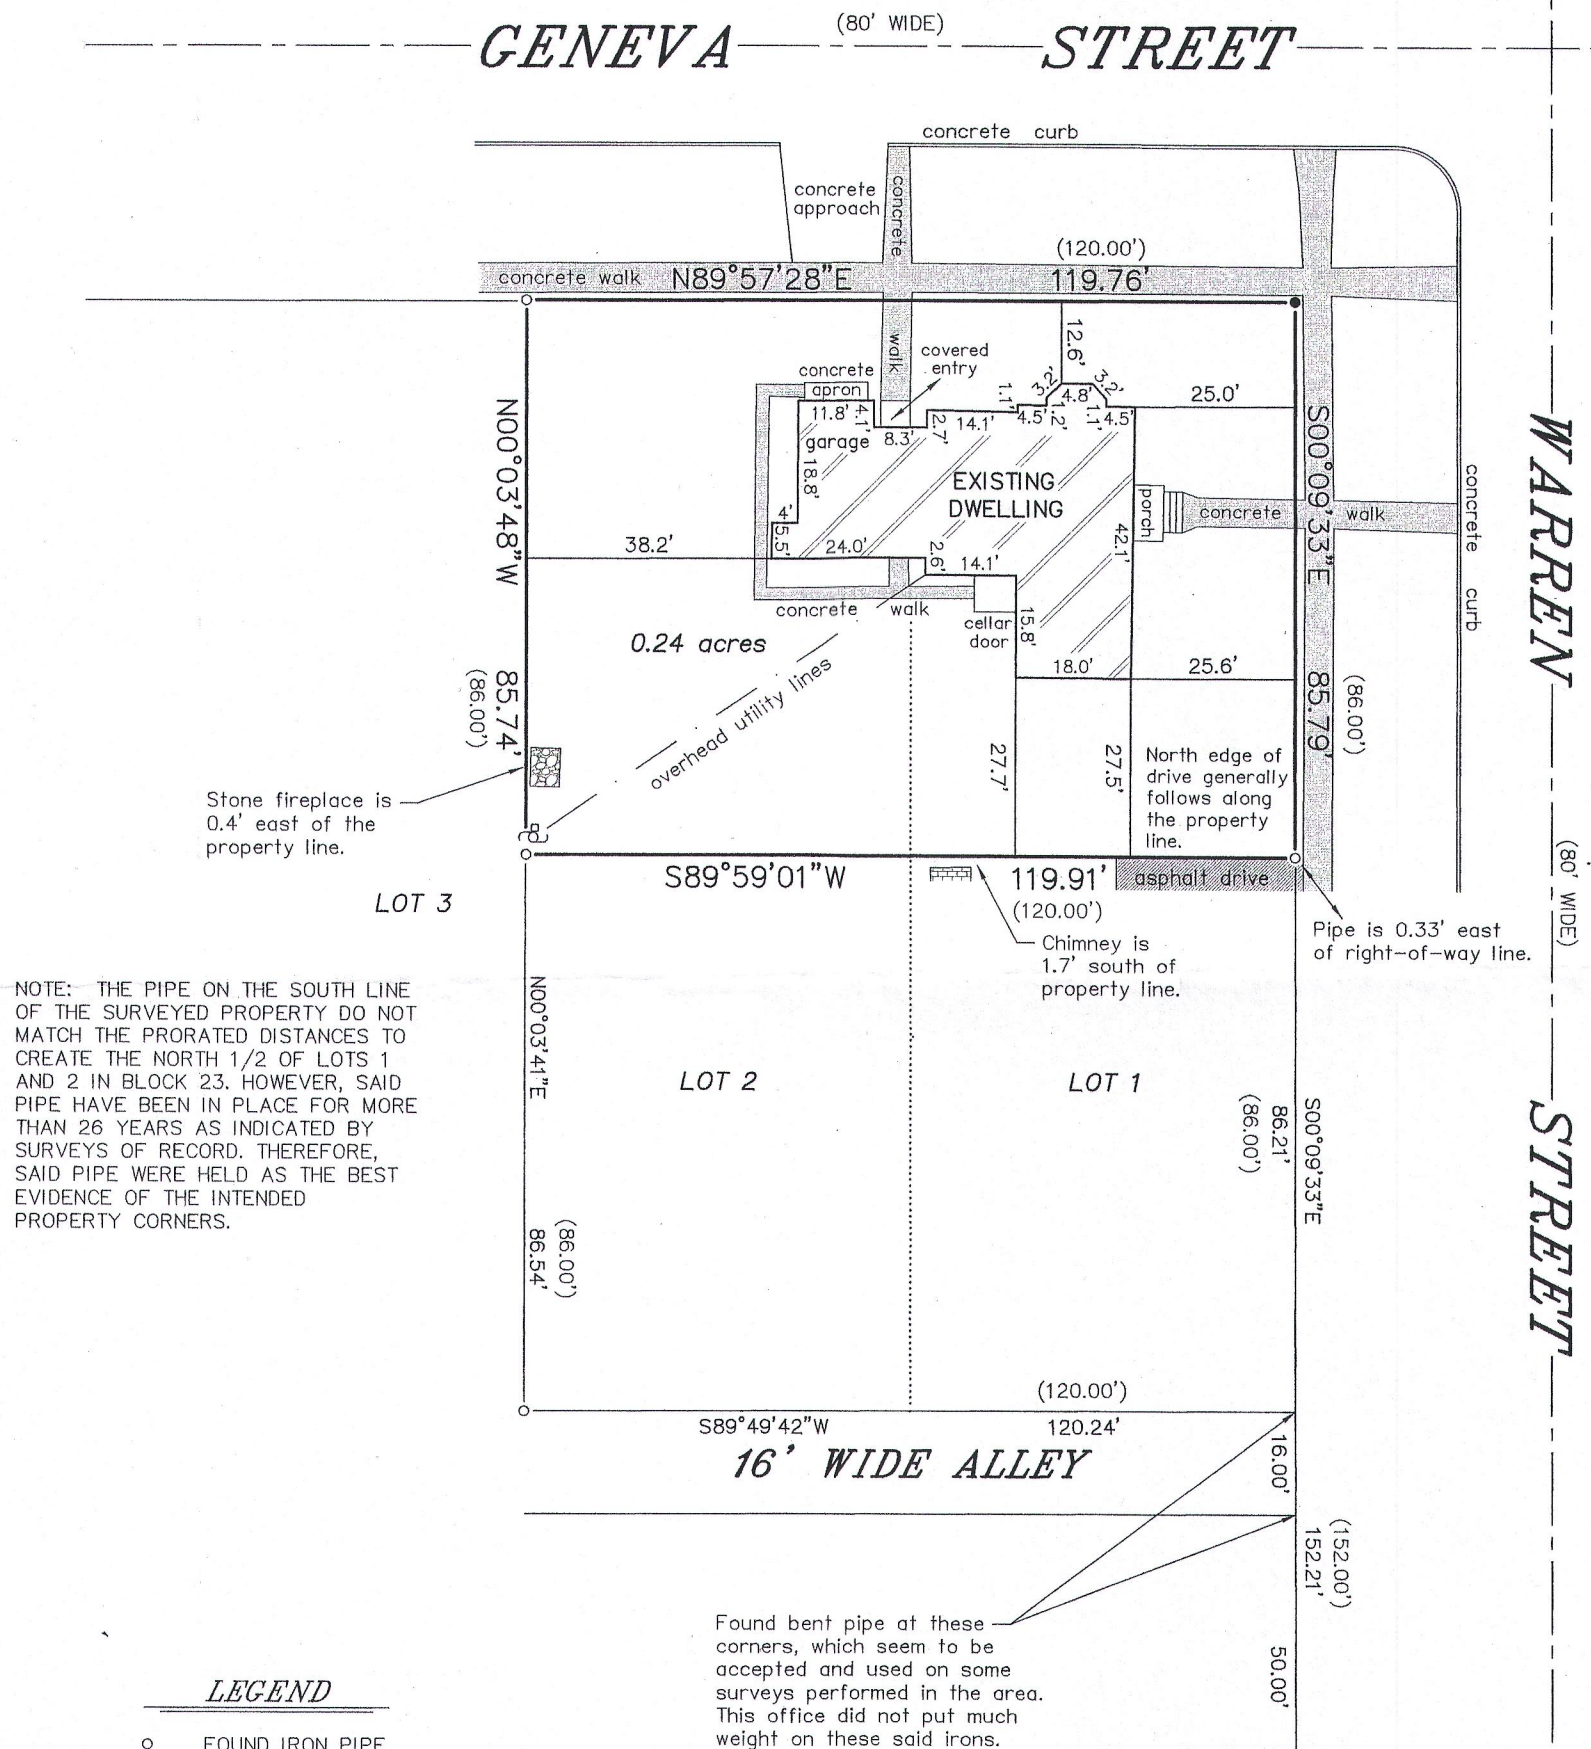 (80' WIDE)
GENEVA STREET
concrete curb
concrete
approach
concrete
(120.00')
concrete walk N89°57'28"E 119.76'
walk
covered
entry
12.6'
concrete
apron
3.2'
4.8'
3.2'
1.1'
25.0'
11.8'
4.1'
8.3'
2.7'
14.1'
4.5'
1.2'
1.1'
4.5'
garage
18.8'
EXISTING
DWELLING
porch
concrete walk
concrete curb
N00°03'48"W
S00°09'33"E
WARREN
4'
5.5'
38.2'
24.0'
2.6'
14.1'
42.1'
concrete walk
cellar
door
15.8'
0.24 acres
18.0'
25.6'
85.74'
(86.00')
85.79'
(86.00')
overhead utility lines
27.7'
27.5'
North edge of
drive generally
follows along
the property
line.
Stone fireplace is
0.4' east of the
property line.
S89°59'01"W 119.91'
(120.00')
asphalt drive
(80' WIDE)
LOT 3
Chimney is
1.7' south of
property line.
Pipe is 0.33' east
of right-of-way line.
NOTE: THE PIPE ON THE SOUTH LINE
OF THE SURVEYED PROPERTY DO NOT
MATCH THE PRORATED DISTANCES TO
CREATE THE NORTH 1/2 OF LOTS 1
AND 2 IN BLOCK 23. HOWEVER, SAID
PIPE HAVE BEEN IN PLACE FOR MORE
THAN 26 YEARS AS INDICATED BY
SURVEYS OF RECORD. THEREFORE,
SAID PIPE WERE HELD AS THE BEST
EVIDENCE OF THE INTENDED
PROPERTY CORNERS.
N00°03'41"E
LOT 2
LOT 1
86.21'
(86.00')
S00°09'33"E
STREET
(86.00')
86.54'
(120.00')
S89°49'42"W 120.24'
16' WIDE ALLEY
16.00'
(152.00')
152.21'
Found bent pipe at these
corners, which seem to be
accepted and used on some
surveys performed in the area.
This office did not put much
weight on these said irons.
50.00'
LEGEND
FOUND IRON PIPE